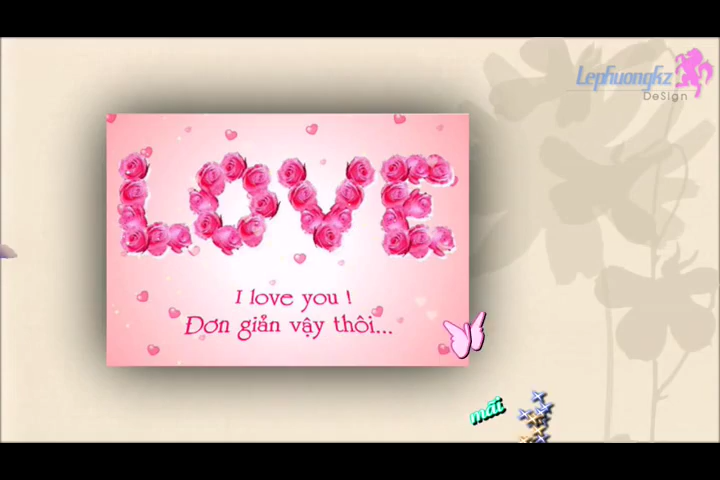 Lephuongkz
DeSign
LOVE
I love you !
Đơn giản vậy thôi...
mãi